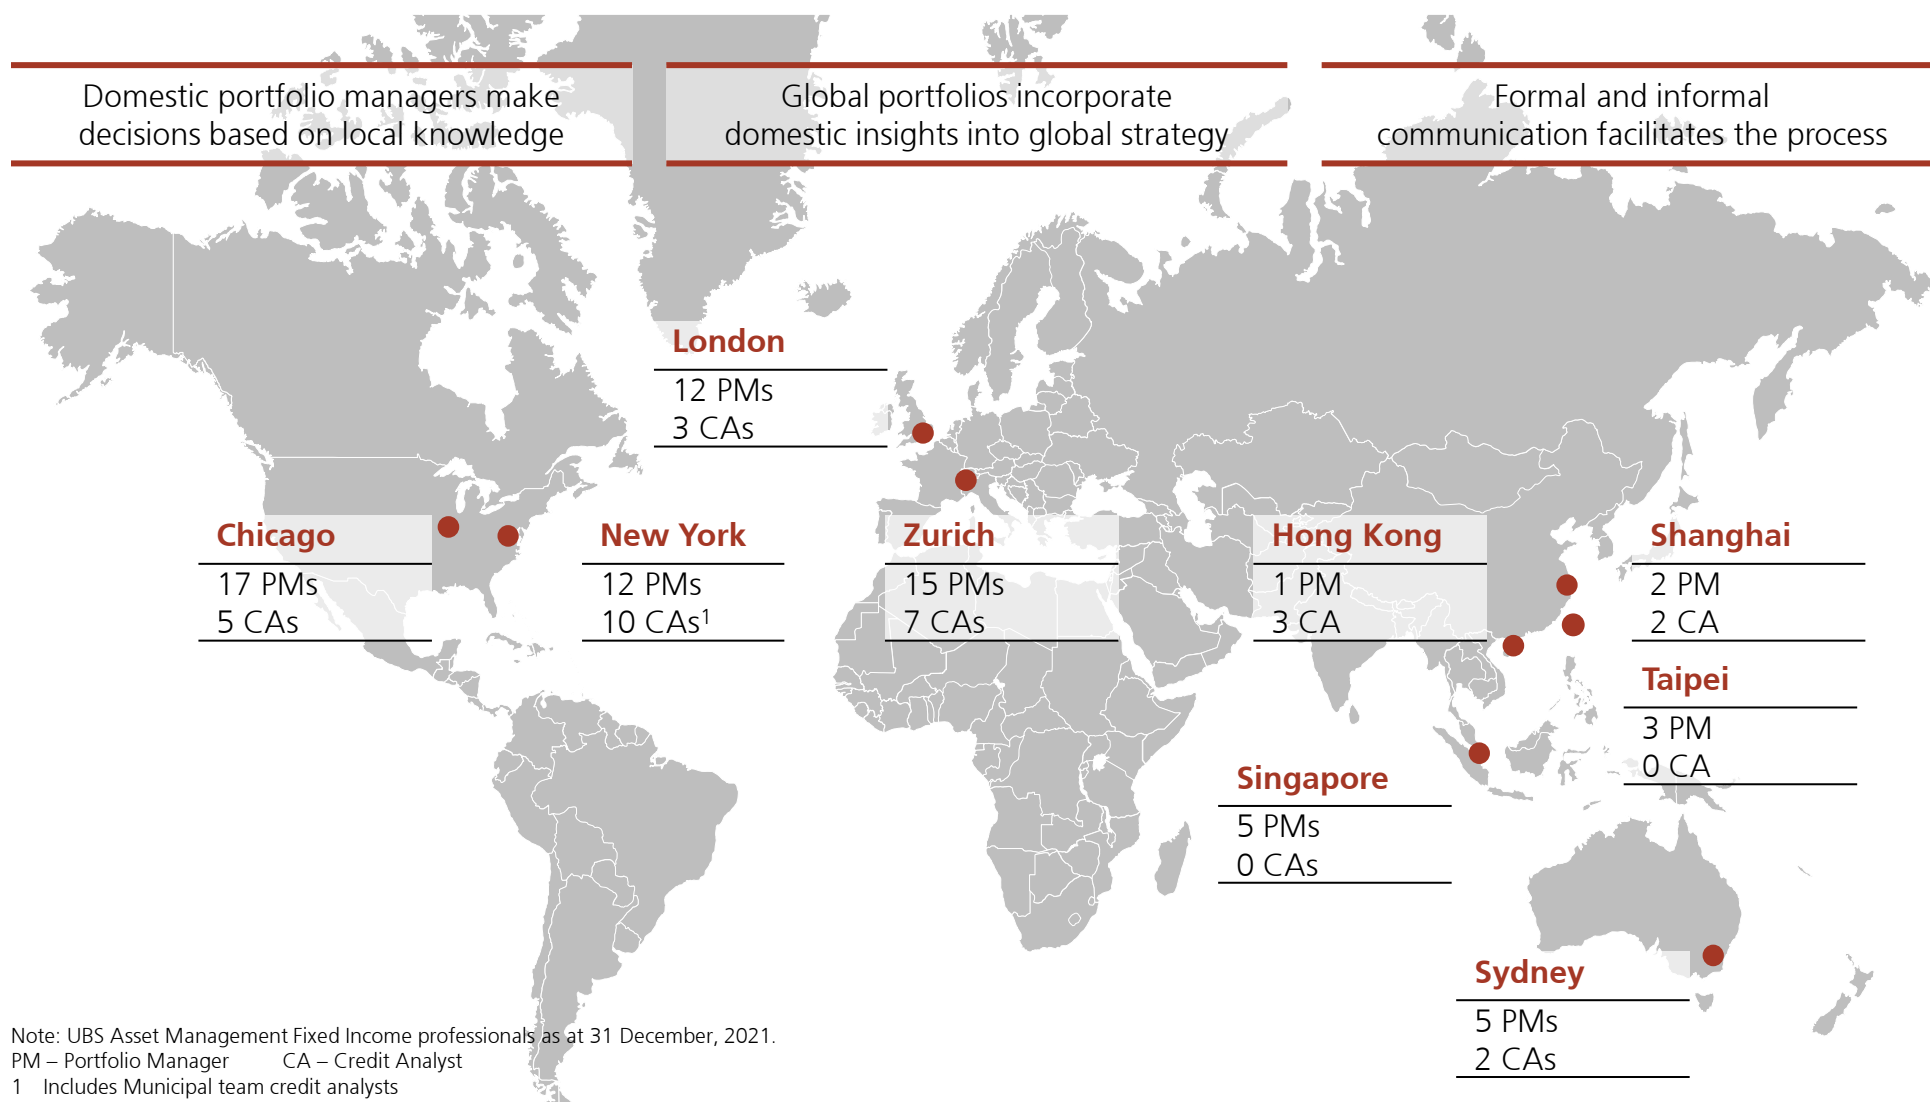 Domestic portfolio managers make
decisions based on local knowledge
Global portfolios incorporate
domestic insights into global strategy
Formal and informal
communication facilitates the process
London
12 PMs
3 CAs
Chicago
17 PMs
5 CAs
New York
12 PMs
10 CAs¹
Zurich
15 PMs
7 CAs
Hong Kong
1 PM
3 CA
Shanghai
2 PM
2 CA
Taipei
3 PM
0 CA
Singapore
5 PMs
0 CAs
Sydney
5 PMs
2 CAs
Note: UBS Asset Management Fixed Income professionals as at 31 December, 2021.
PM – Portfolio Manager CA – Credit Analyst
1 Includes Municipal team credit analysts